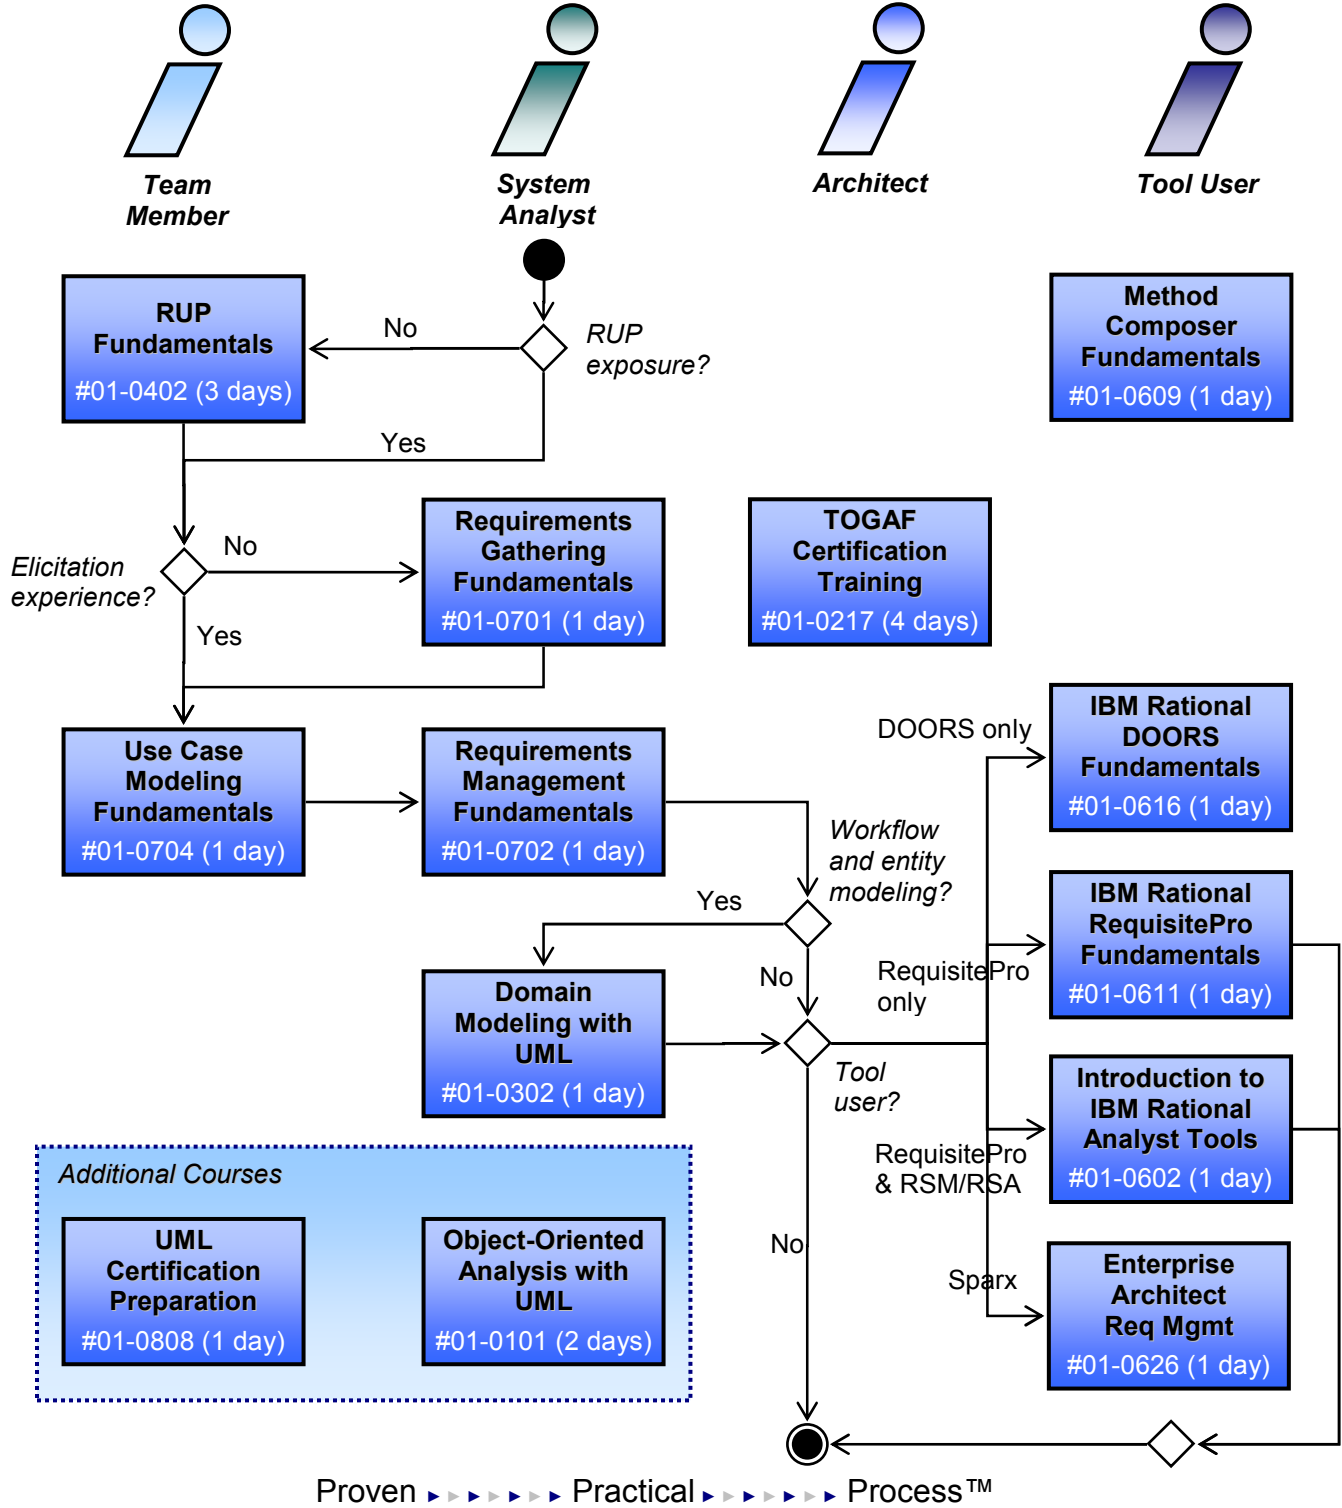 Team
Member
System
Analyst
Architect
Tool User
RUP
Fundamentals
#01-0402 (3 days)
No
RUP
exposure?
Method
Composer
Fundamentals
#01-0609 (1 day)
Yes
Elicitation
experience?
No
Requirements
Gathering
Fundamentals
#01-0701 (1 day)
TOGAF
Certification
Training
#01-0217 (4 days)
Yes
Use Case
Modeling
Fundamentals
#01-0704 (1 day)
Requirements
Management
Fundamentals
#01-0702 (1 day)
DOORS only
IBM Rational
DOORS
Fundamentals
#01-0616 (1 day)
Workflow
and entity
modeling?
Yes
No
RequisitePro
only
IBM Rational
RequisitePro
Fundamentals
#01-0611 (1 day)
Domain
Modeling with
UML
#01-0302 (1 day)
Tool
user?
Introduction to
IBM Rational
Analyst Tools
#01-0602 (1 day)
RequisitePro
& RSM/RSA
Additional Courses
UML
Certification
Preparation
#01-0808 (1 day)
Object-Oriented
Analysis with
UML
#01-0101 (2 days)
No
Sparx
Enterprise
Architect
Req Mgmt
#01-0626 (1 day)
Proven Practical Process™